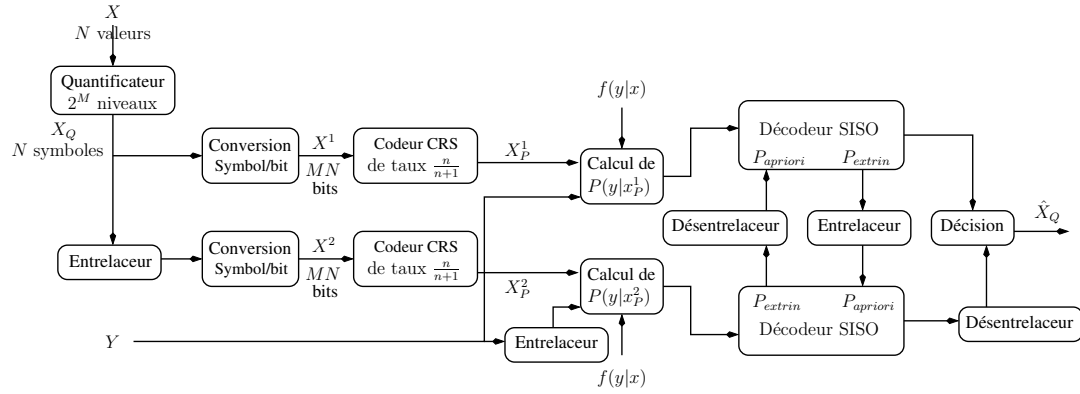 X
N valeurs
Quantificateur
2^M niveaux
X_Q
N symboles
Conversion
Symbol/bit
X^1
MN
bits
Codeur CRS
de taux n/(n+1)
X_P^1
f(y|x)
Calcul de
P(y|x_P^1)
Décodeur SISO
P_apriori
P_extrin
Désentrelaceur
Entrelaceur
Décision
X̂_Q
Entrelaceur
Conversion
Symbol/bit
X^2
MN
bits
Codeur CRS
de taux n/(n+1)
X_P^2
Calcul de
P(y|x_P^2)
P_extrin
P_apriori
Décodeur SISO
Désentrelaceur
Y
Entrelaceur
f(y|x)